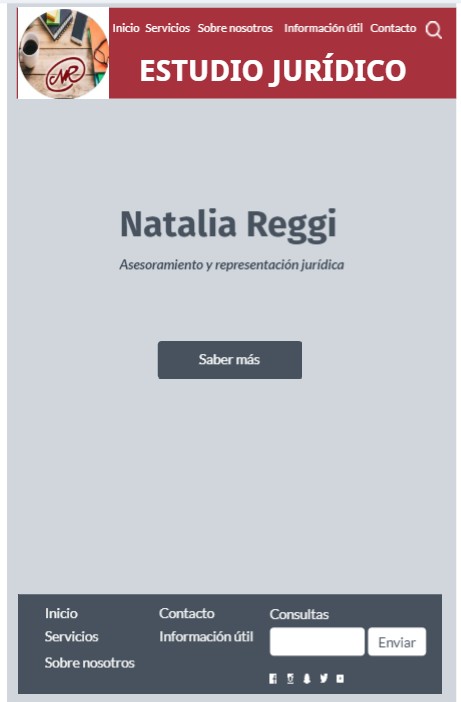 Inicio Servicios Sobre nosotros Información útil Contacto
ESTUDIO JURÍDICO
NR
Natalia Reggi
Asesoramiento y representación jurídica
Saber más
Inicio Contacto Consultas
Servicios Información útil Enviar
Sobre nosotros